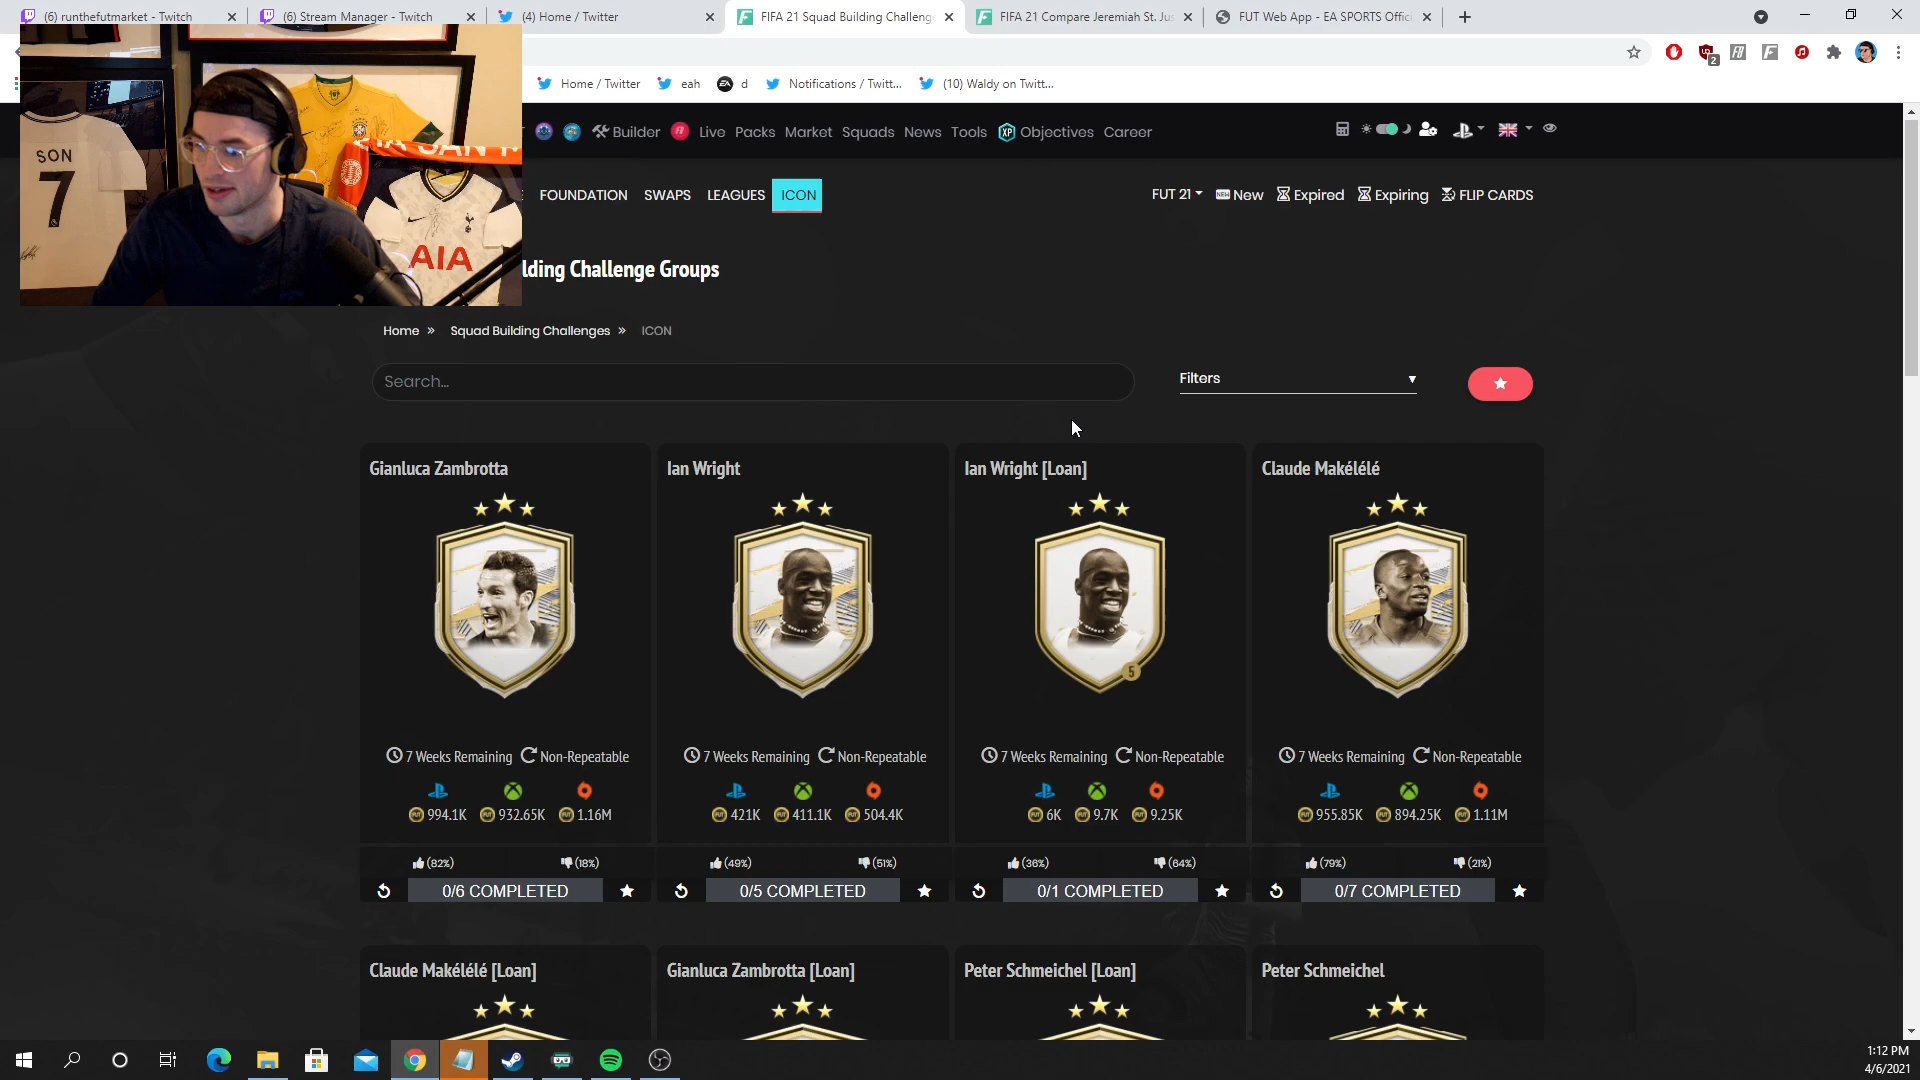 (6) runthefutmarket - Twitch
(6) Stream Manager - Twitch
(4) Home / Twitter
FIFA 21 Squad Building Challenge
FIFA 21 Compare Jeremiah St. Jus
FUT Web App - EA SPORTS Offici
2
Home / Twitter
eah
EA
d
Notifications / Twitt...
(10) Waldy on Twitt...
Builder
Live
Packs
Market
Squads
News
Tools
XP
Objectives
Career
FOUNDATION
SWAPS
LEAGUES
ICON
FUT 21
NEW New
Expired
Expiring
FLIP CARDS
SON
7
AIA
lding Challenge Groups
Home »
Squad Building Challenges »
ICON
Search...
Filters
Gianluca Zambrotta
Ian Wright
Ian Wright [Loan]
Claude Makélélé
5
7 Weeks Remaining Non-Repeatable
7 Weeks Remaining Non-Repeatable
7 Weeks Remaining Non-Repeatable
7 Weeks Remaining Non-Repeatable
994.1K 932.65K 1.16M
421K 411.1K 504.4K
6K 9.7K 9.25K
955.85K 894.25K 1.11M
(82%) (18%)
(49%) (51%)
(36%) (64%)
(79%) (21%)
0/6 COMPLETED
0/5 COMPLETED
0/1 COMPLETED
0/7 COMPLETED
Claude Makélélé [Loan]
Gianluca Zambrotta [Loan]
Peter Schmeichel [Loan]
Peter Schmeichel
1:12 PM
4/6/2021